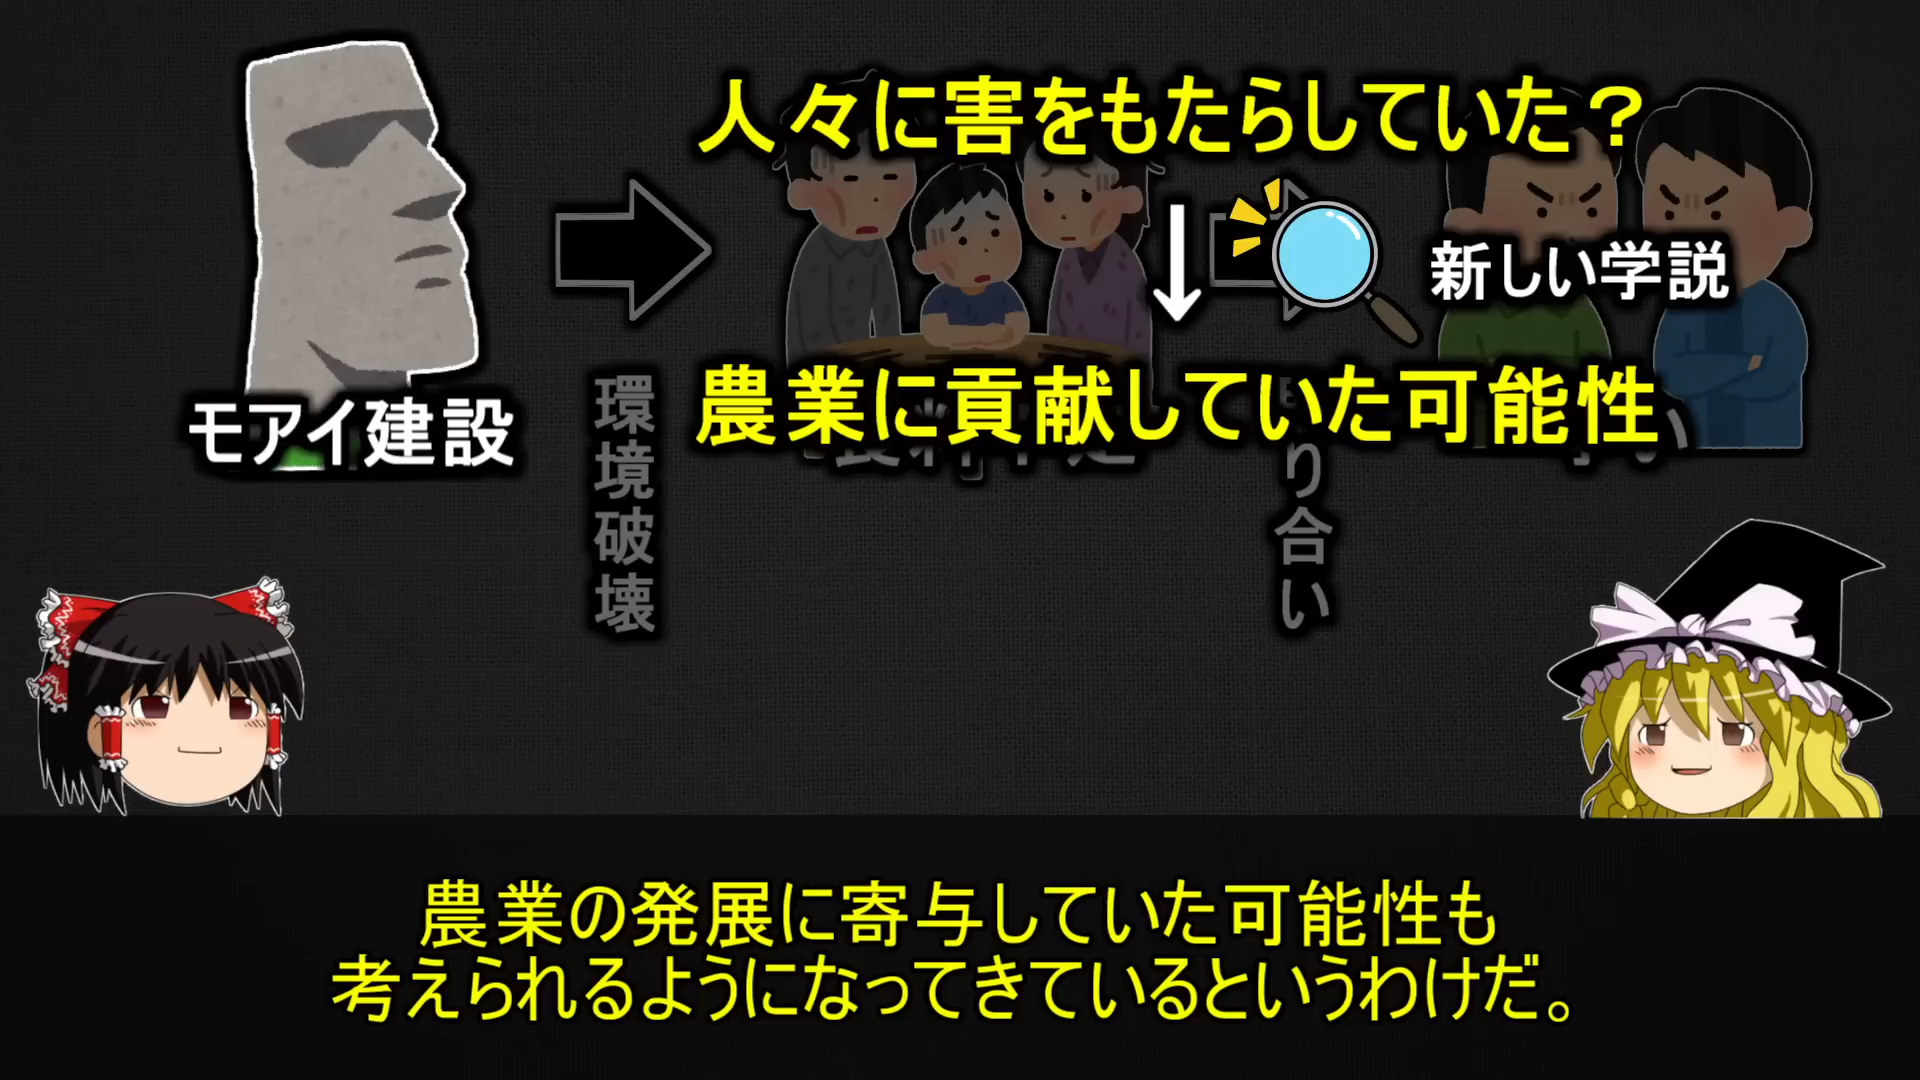 人々に害をもたらしていた？
新しい学説
農業に貢献していた可能性
モアイ建設
環境破壊
り合い
農業の発展に寄与していた可能性も
考えられるようになってきているというわけだ。